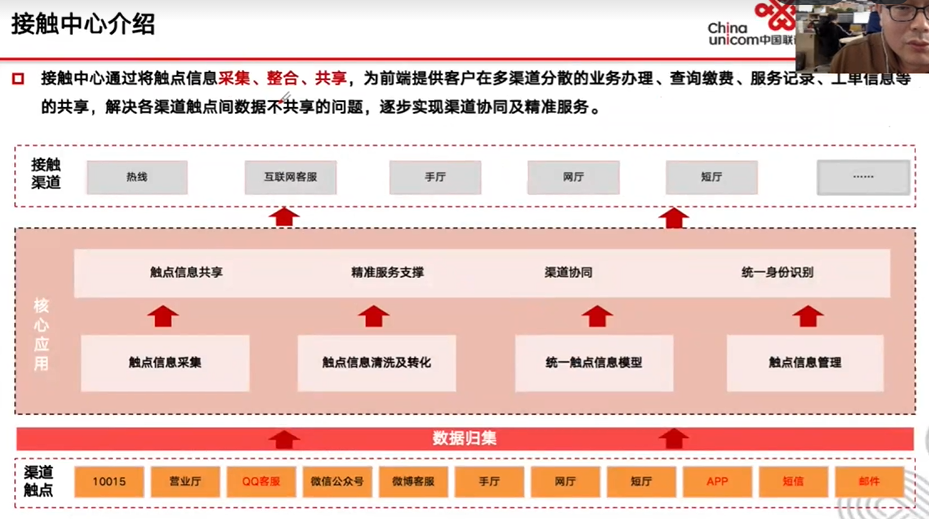 接触中心介绍
China
unicom中国联
接触中心通过将触点信息采集、整合、共享，为前端提供客户在多渠道分散的业务办理、查询缴费、服务记录、工单信息等
的共享，解决各渠道触点间数据不共享的问题，逐步实现渠道协同及精准服务。
接触
渠道
热线
互联网客服
手厅
网厅
短厅
……
核心应用
触点信息共享
精准服务支撑
渠道协同
统一身份识别
触点信息采集
触点信息清洗及转化
统一触点信息模型
触点信息管理
数据归集
渠道
触点
10015
营业厅
QQ客服
微信公众号
微博客服
手厅
网厅
短厅
APP
短信
邮件